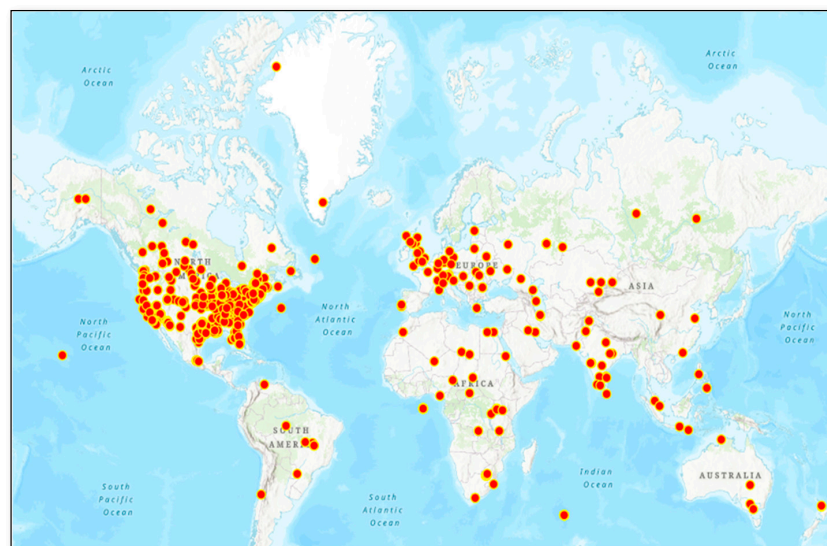 Arctic
Ocean
Arctic
Ocean
NORTH
AMERICA
EUROPE
ASIA
North
Pacific
Ocean
North
Atlantic
Ocean
North
Pacific
Ocean
AFRICA
SOUTH
AMERICA
Indian
Ocean
AUSTRALIA
South
Pacific
Ocean
South
Atlantic
Ocean